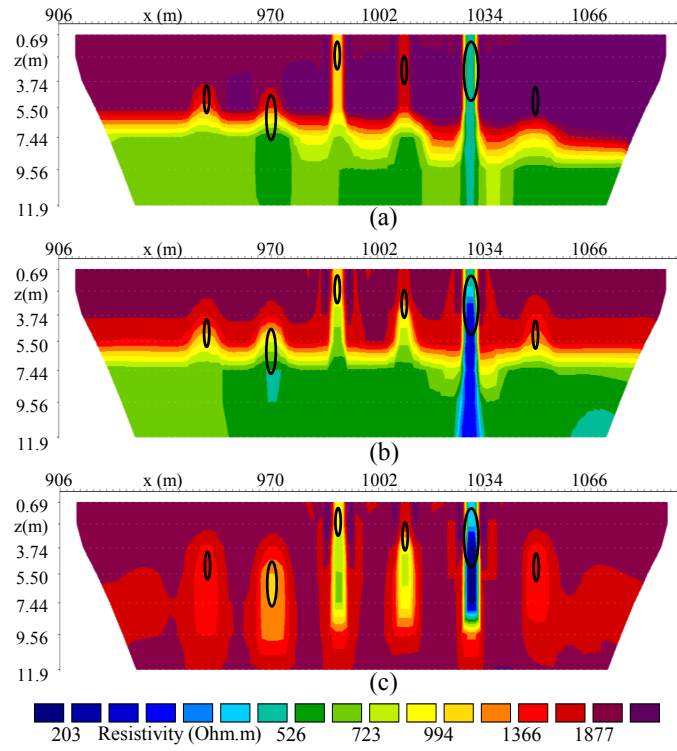 906 x (m) 970 1002 1034 1066
0.69
z(m)
3.74
5.50
7.44
9.56
11.9
(a)
906 x (m) 970 1002 1034 1066
0.69
z(m)
3.74
5.50
7.44
9.56
11.9
(b)
906 x (m) 970 1002 1034 1066
0.69
z(m)
3.74
5.50
7.44
9.56
11.9
(c)
203 Resistivity (Ohm.m) 526 723 994 1366 1877